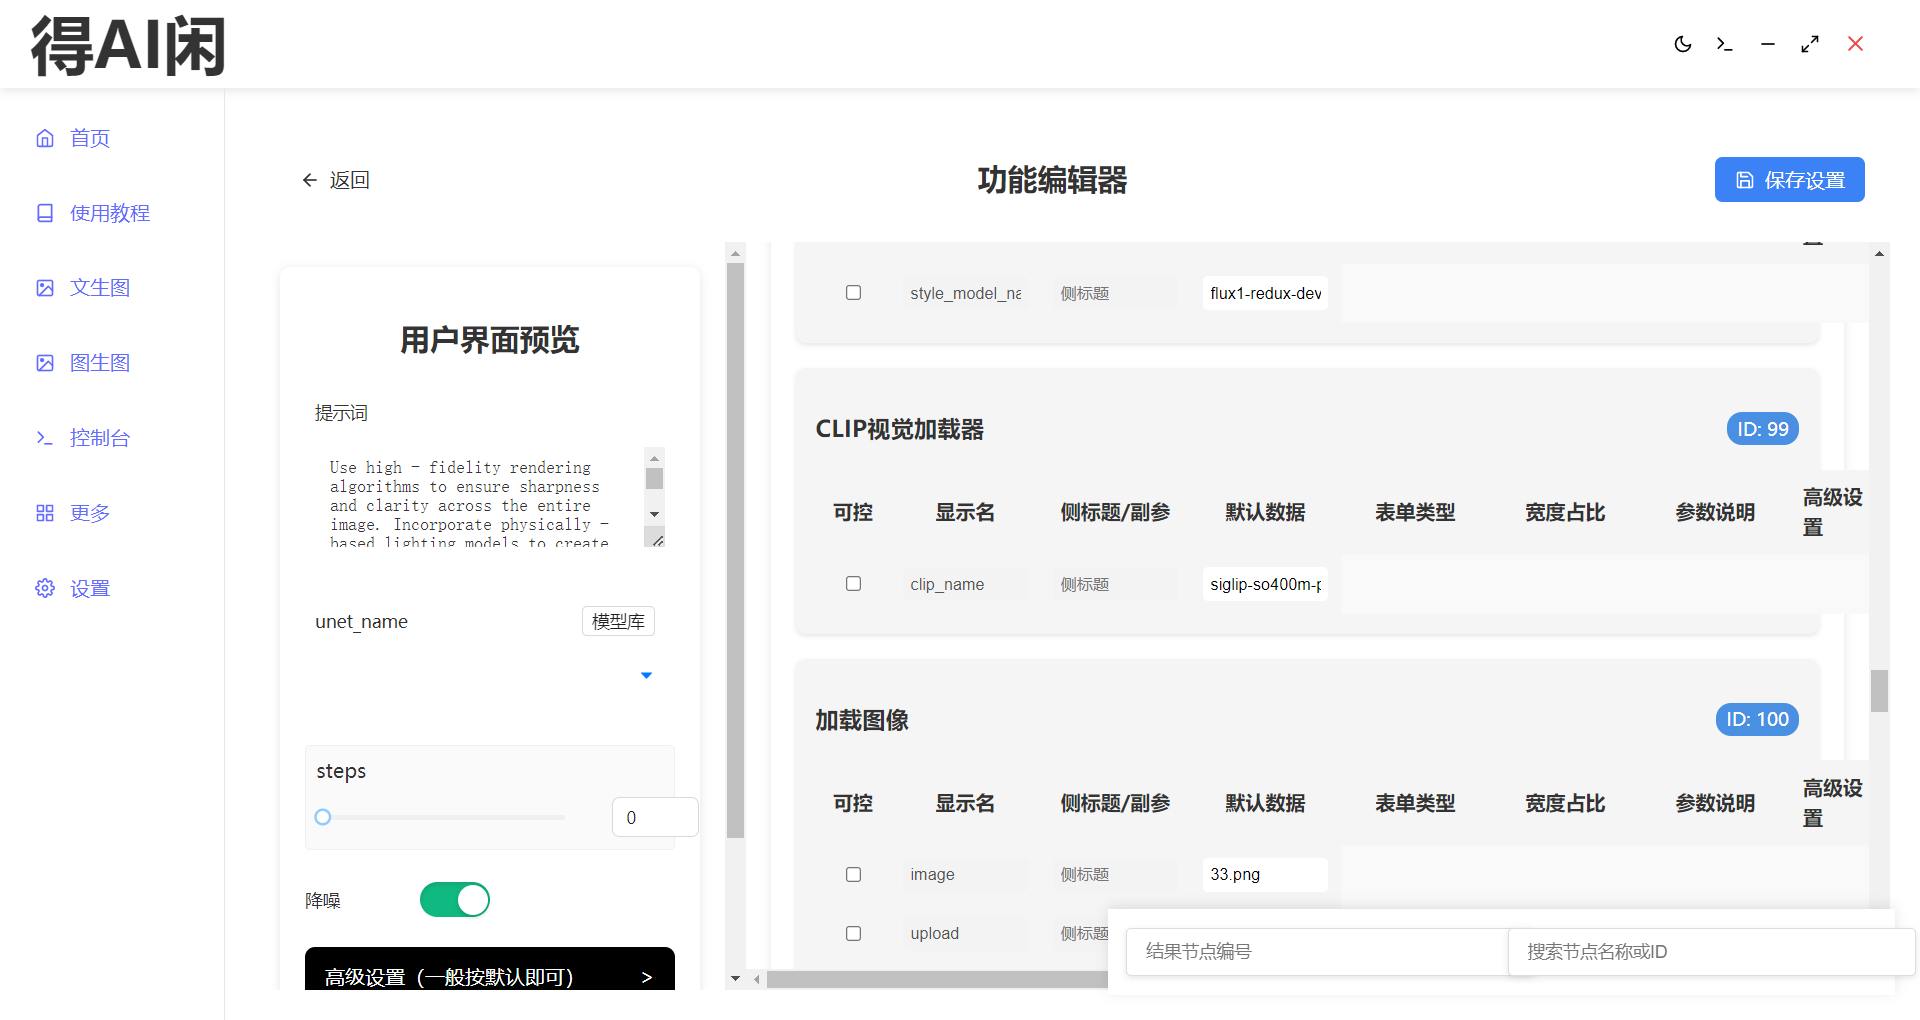 得AI闲
首页
使用教程
文生图
图生图
控制台
更多
设置
返回
功能编辑器
保存设置
用户界面预览
提示词
Use high - fidelity rendering
algorithms to ensure sharpness
and clarity across the entire
image. Incorporate physically -
based lighting models to create
unet_name
模型库
steps
0
降噪
高级设置（一般按默认即可）
>
style_model_na
侧标题
flux1-redux-dev
CLIP视觉加载器
ID: 99
可控
显示名
侧标题/副参
默认数据
表单类型
宽度占比
参数说明
高级设
置
clip_name
侧标题
siglip-so400m-p
加载图像
ID: 100
可控
显示名
侧标题/副参
默认数据
表单类型
宽度占比
参数说明
高级设
置
image
侧标题
33.png
upload
侧标题
结果节点编号
搜索节点名称或ID